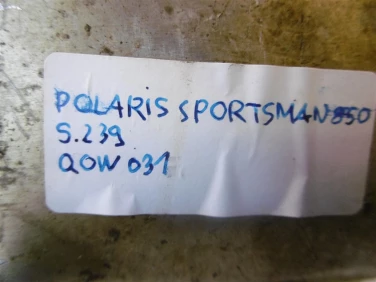 POLARIS SPORTSMAN 850
S.239
QOW 031